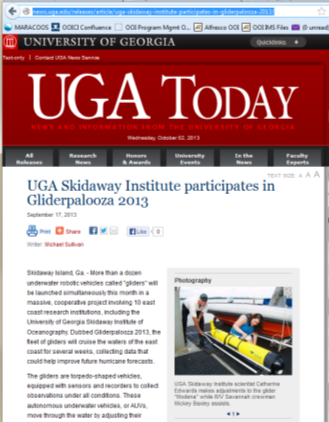 news.uga.edu/releases/article/uga-skidaway-institute-participates-in-gliderpalooza-2013/
MARACOOS OOICI Confluence OOI Program Mgmt O... Alfresco OOI OOI IMS Files (0 unread)
UNIVERSITY OF GEORGIA Quicklinks
Text-only | Contact UGA News Service
UGA TODAY
NEWS AND INFORMATION FROM THE UNIVERSITY OF GEORGIA
Wednesday, October 02, 2013
All Releases
Research News
Honors & Awards
University Events
In the News
Faculty Experts
TEXT SIZE: A A A
UGA Skidaway Institute participates in
Gliderpalooza 2013
September 17, 2013
Print Share Like 0
Writer: Michael Sullivan
Skidaway Island, Ga. - More than a dozen
underwater robotic vehicles called "gliders" will
be launched simultaneously this month in a
massive, cooperative project involving 10 east
coast research institutions, including the
University of Georgia Skidaway Institute of
Oceanography. Dubbed Gliderpalooza 2013, the
fleet of gliders will cruise the waters of the east
coast for several weeks, collecting data that
could help improve future hurricane forecasts.
The gliders are torpedo-shaped vehicles,
equipped with sensors and recorders to collect
observations under all conditions. These
autonomous underwater vehicles, or AUVs,
move through the water by adjusting their
Photography
UGA Skidaway Institute scientist Catherine
Edwards makes adjustments to the glider
"Modena" while R/V Savannah crewman
Mickey Baxley assists.
1